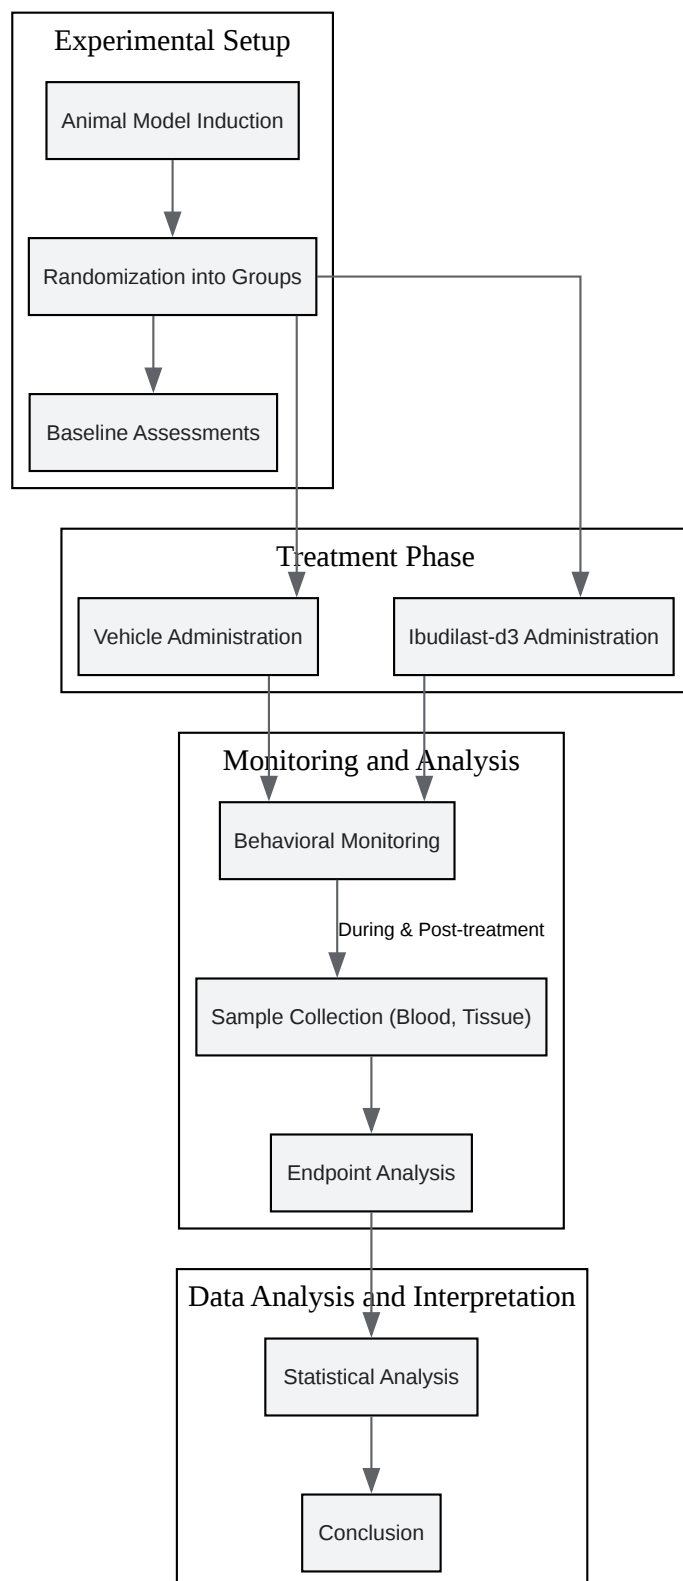 Experimental Setup
Animal Model Induction
Randomization into Groups
Baseline Assessments
Treatment Phase
Vehicle Administration
Ibudilast-d3 Administration
Monitoring and Analysis
Behavioral Monitoring
During & Post-treatment
Sample Collection (Blood, Tissue)
Endpoint Analysis
Data Analysis and Interpretation
Statistical Analysis
Conclusion